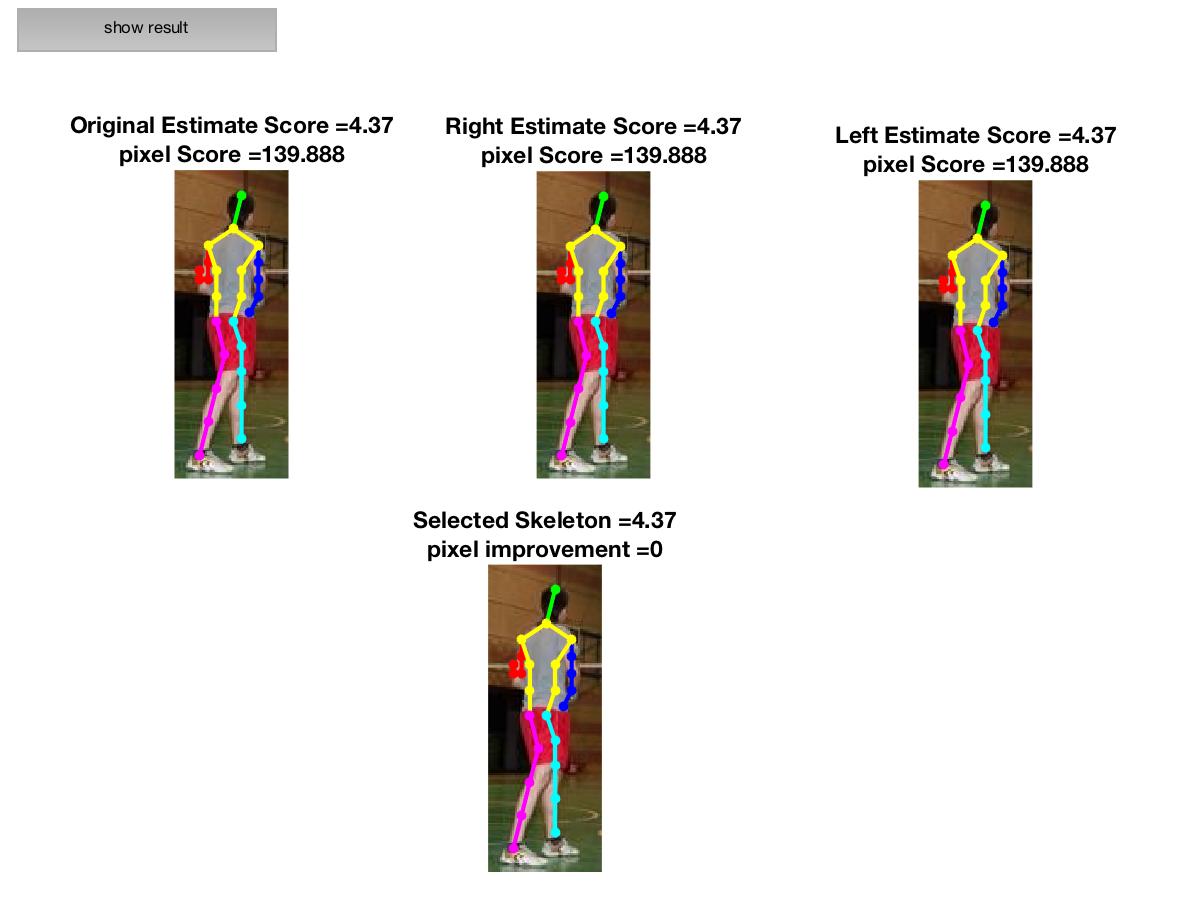 show result
Original Estimate Score =4.37
pixel Score =139.888
Right Estimate Score =4.37
pixel Score =139.888
Left Estimate Score =4.37
pixel Score =139.888
Selected Skeleton =4.37
pixel improvement =0